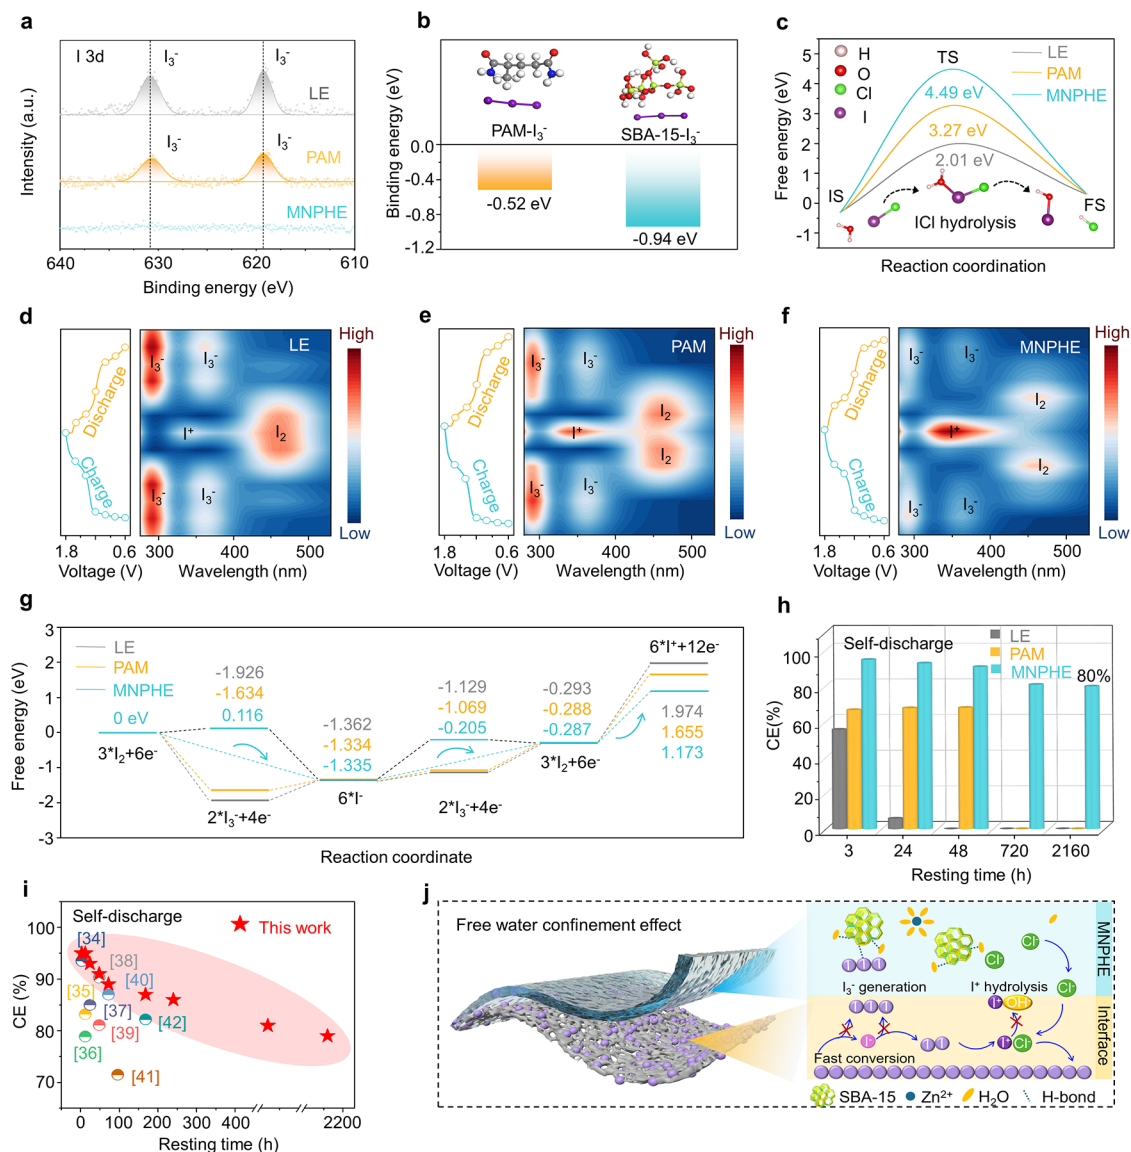 a
I 3d
I₃⁻
I₃⁻
LE
I₃⁻
I₃⁻
PAM
MNPHE
Intensity (a.u.)
640
630
620
610
Binding energy (eV)
b
PAM-I₃⁻
SBA-15-I₃⁻
0.0
-0.4
-0.8
-1.2
-0.52 eV
-0.94 eV
Binding energy (eV)
c
H
O
Cl
I
TS
LE
PAM
MNPHE
4.49 eV
3.27 eV
2.01 eV
IS
FS
ICl hydrolysis
5
4
3
2
1
0
-1
Free energy (eV)
Reaction coordination
d
Discharge
Charge
1.8
0.6
Voltage (V)
I₃⁻
I₃⁻
LE
I⁺
I₂
I₃⁻
I₃⁻
300
400
500
Wavelength (nm)
High
Low
e
Discharge
Charge
1.8
0.6
Voltage (V)
I₃⁻
I₃⁻
PAM
I₂
I⁺
I₂
I₃⁻
I₃⁻
300
400
500
Wavelength (nm)
High
Low
f
Discharge
Charge
1.8
0.6
Voltage (V)
I₃⁻
I₃⁻
MNPHE
I₂
I⁺
I₂
I₃⁻
I₃⁻
300
400
500
Wavelength (nm)
High
Low
g
LE
PAM
MNPHE
3
2
1
0
-1
-2
-3
Free energy (eV)
0 eV
3*I₂+6e⁻
-1.926
-1.634
0.116
2*I₃⁻+4e⁻
-1.362
-1.334
-1.335
6*I⁻
-1.129
-1.069
-0.205
2*I₃⁻+4e⁻
-0.293
-0.288
-0.287
3*I₂+6e⁻
6*I⁺+12e⁻
1.974
1.655
1.173
Reaction coordinate
h
Self-discharge
LE
PAM
MNPHE
80%
100
80
60
40
20
0
CE(%)
3
24
48
720
2160
Resting time (h)
i
Self-discharge
This work
[34]
[38]
[40]
[35]
[37]
[42]
[39]
[36]
[41]
100
90
80
70
CE (%)
0
100
200
300
400
2200
Resting time (h)
j
Free water confinement effect
I₃⁻ generation
I⁺ hydrolysis
Cl⁻
Cl⁻
Cl⁻
I
I
I
I
I
I
I⁻
I
I
I⁺
OH⁻
I⁺
Cl⁻
Fast conversion
MNPHE
Interface
SBA-15
Zn²⁺
H₂O
H-bond